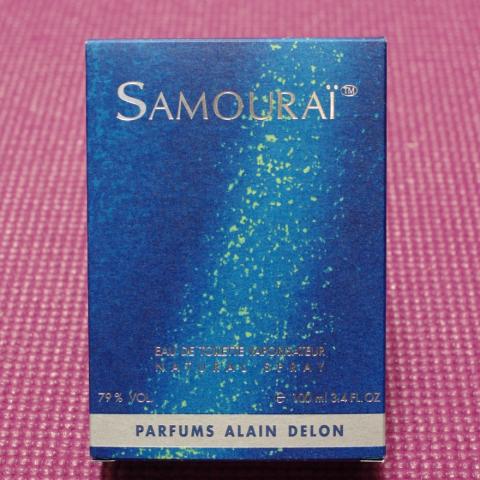 SAMOURAÏ™
EAU DE TOILETTE VAPORISATEUR
NATURAL SPRAY
79% VOL. ℮ 100 ml 3.4 FL. OZ
PARFUMS ALAIN DELON